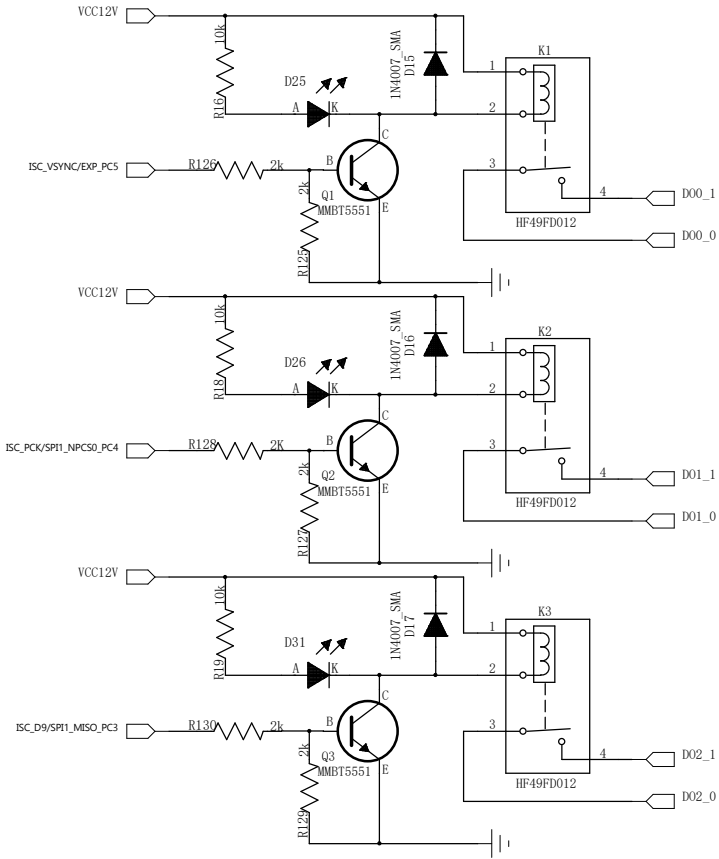 VCC12V
10k
R16
D25
A K
1N4007_SMA
D15
K1
1
2
3
4
HF49FD012
DO0_1
DO0_0
ISC_VSYNC/EXP_PC5
R126 2k
B
C
E
Q1
MMBT5551
2k
R125
VCC12V
10k
R18
D26
A K
1N4007_SMA
D16
K2
1
2
3
4
HF49FD012
DO1_1
DO1_0
ISC_PCK/SPI1_NPCS0_PC4
R128 2K
B
C
E
Q2
MMBT5551
2k
R127
VCC12V
10k
R19
D31
A K
1N4007_SMA
D17
K3
1
2
3
4
HF49FD012
DO2_1
DO2_0
ISC_D9/SPI1_MISO_PC3
R130 2k
B
C
E
Q3
MMBT5551
2k
R129